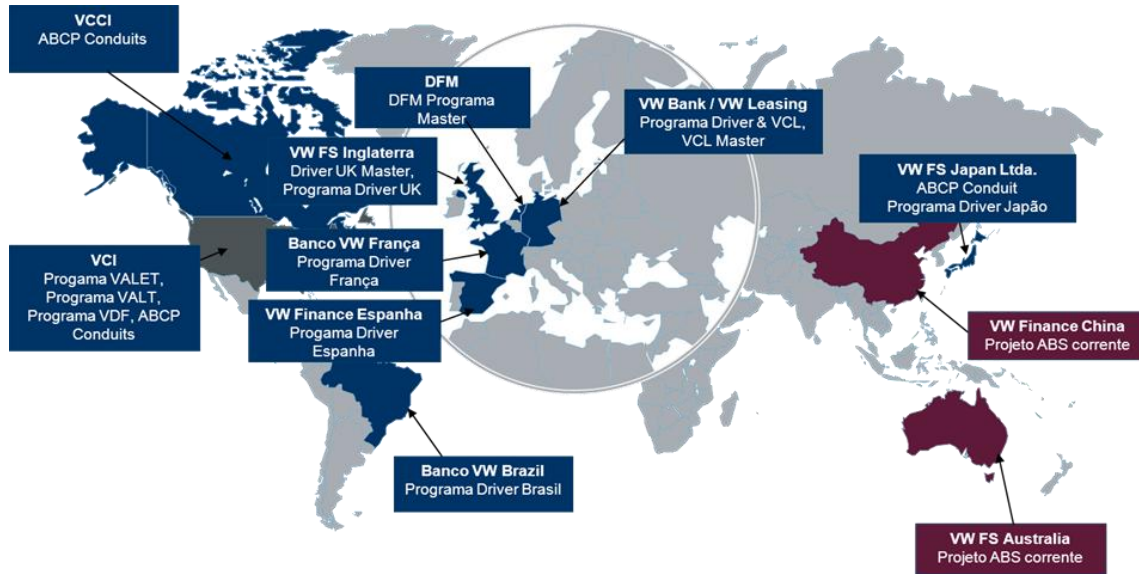 VCCI
ABCP Conduits
DFM
DFM Programa
Master
VW Bank / VW Leasing
Programa Driver & VCL,
VCL Master
VW FS Inglaterra
Driver UK Master,
Programa Driver UK
VW FS Japan Ltda.
ABCP Conduit
Programa Driver Japão
Banco VW França
Programa Driver
França
VCI
Progama VALET,
Programa VALT,
Programa VDF, ABCP
Conduits
VW Finance Espanha
Progama Driver
Espanha
VW Finance China
Projeto ABS corrente
Banco VW Brazil
Programa Driver Brasil
VW FS Australia
Projeto ABS corrente